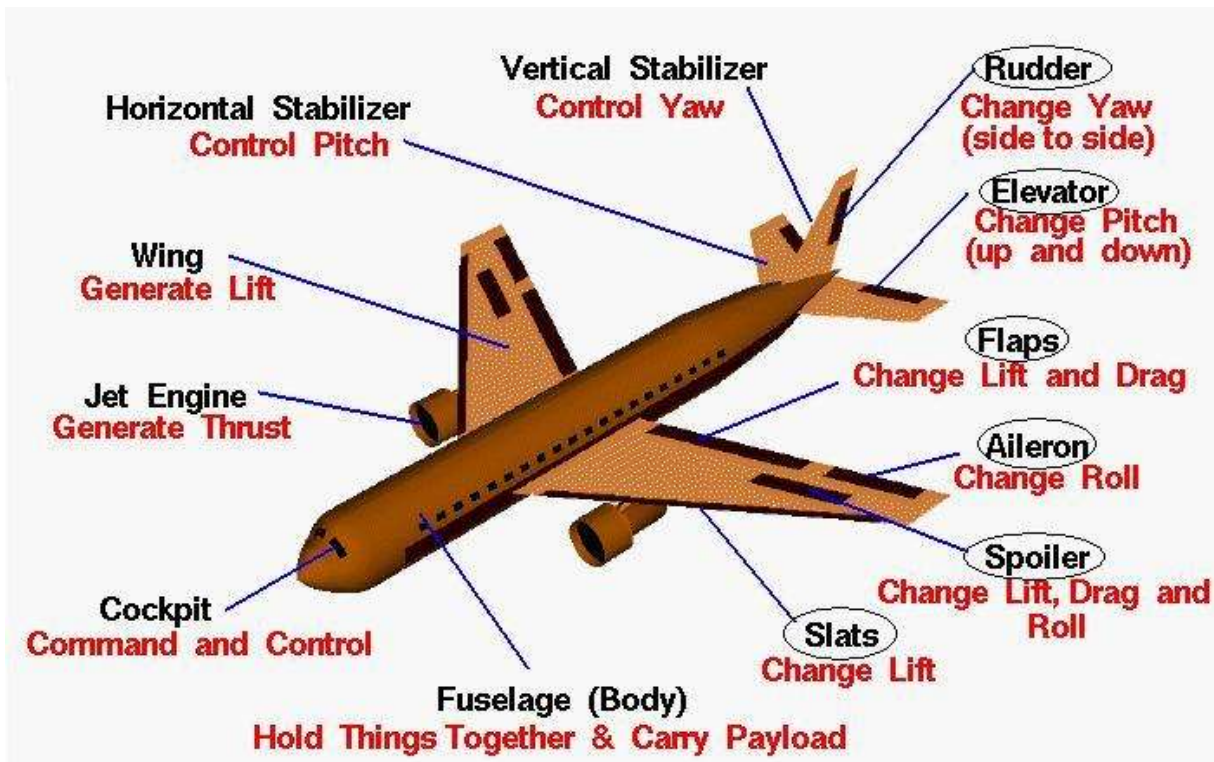 Vertical Stabilizer
Control Yaw
Rudder
Change Yaw
(side to side)
Horizontal Stabilizer
Control Pitch
Elevator
Change Pitch
(up and down)
Wing
Generate Lift
Flaps
Change Lift and Drag
Jet Engine
Generate Thrust
Aileron
Change Roll
Spoiler
Change Lift, Drag and
Roll
Cockpit
Command and Control
Slats
Change Lift
Fuselage (Body)
Hold Things Together & Carry Payload